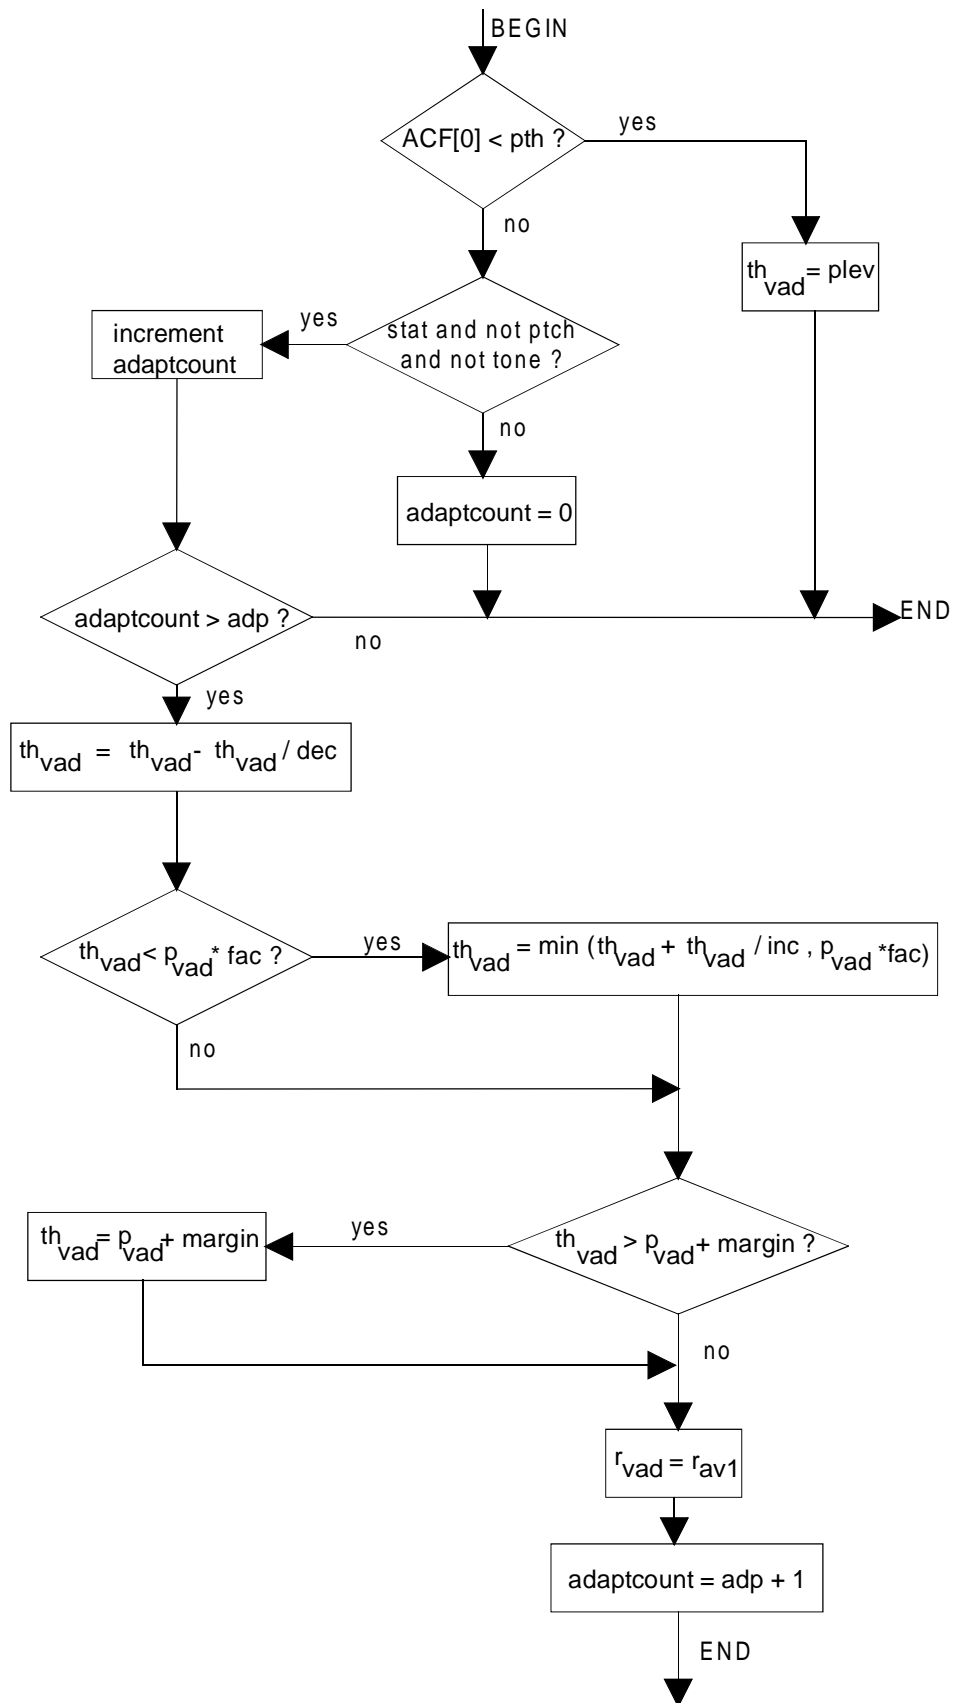 BEGIN
ACF[0] < pth ?
yes
no
th_vad = plev
stat and not ptch
and not tone ?
yes
increment
adaptcount
no
adaptcount = 0
adaptcount > adp ?
no
END
yes
th_vad = th_vad - th_vad / dec
th_vad < p_vad * fac ?
yes
th_vad = min (th_vad + th_vad / inc , p_vad *fac)
no
th_vad > p_vad + margin ?
yes
th_vad = p_vad + margin
no
r_vad = r_av1
adaptcount = adp + 1
END